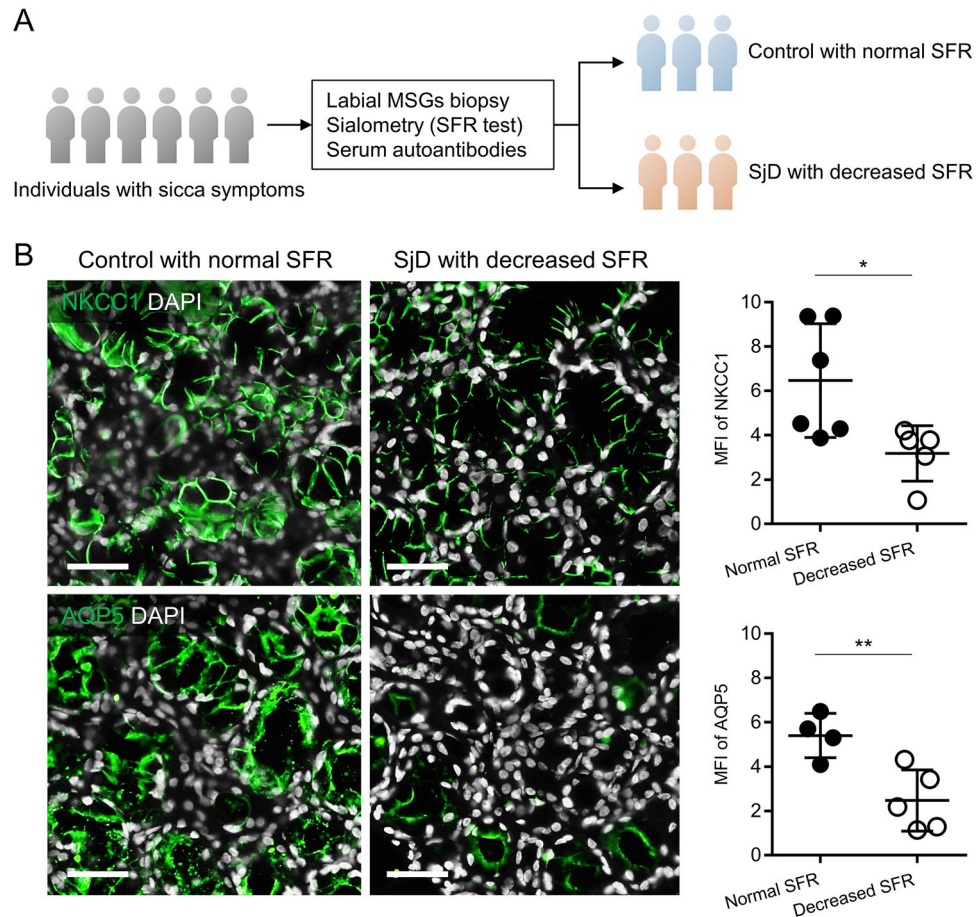 A
Individuals with sicca symptoms
Labial MSGs biopsy
Sialometry (SFR test)
Serum autoantibodies
Control with normal SFR
SjD with decreased SFR
B
Control with normal SFR
SjD with decreased SFR
NKCC1 DAPI
AQP5 DAPI
*
MFI of NKCC1
10
8
6
4
2
0
Normal SFR
Decreased SFR
**
MFI of AQP5
10
8
6
4
2
0
Normal SFR
Decreased SFR